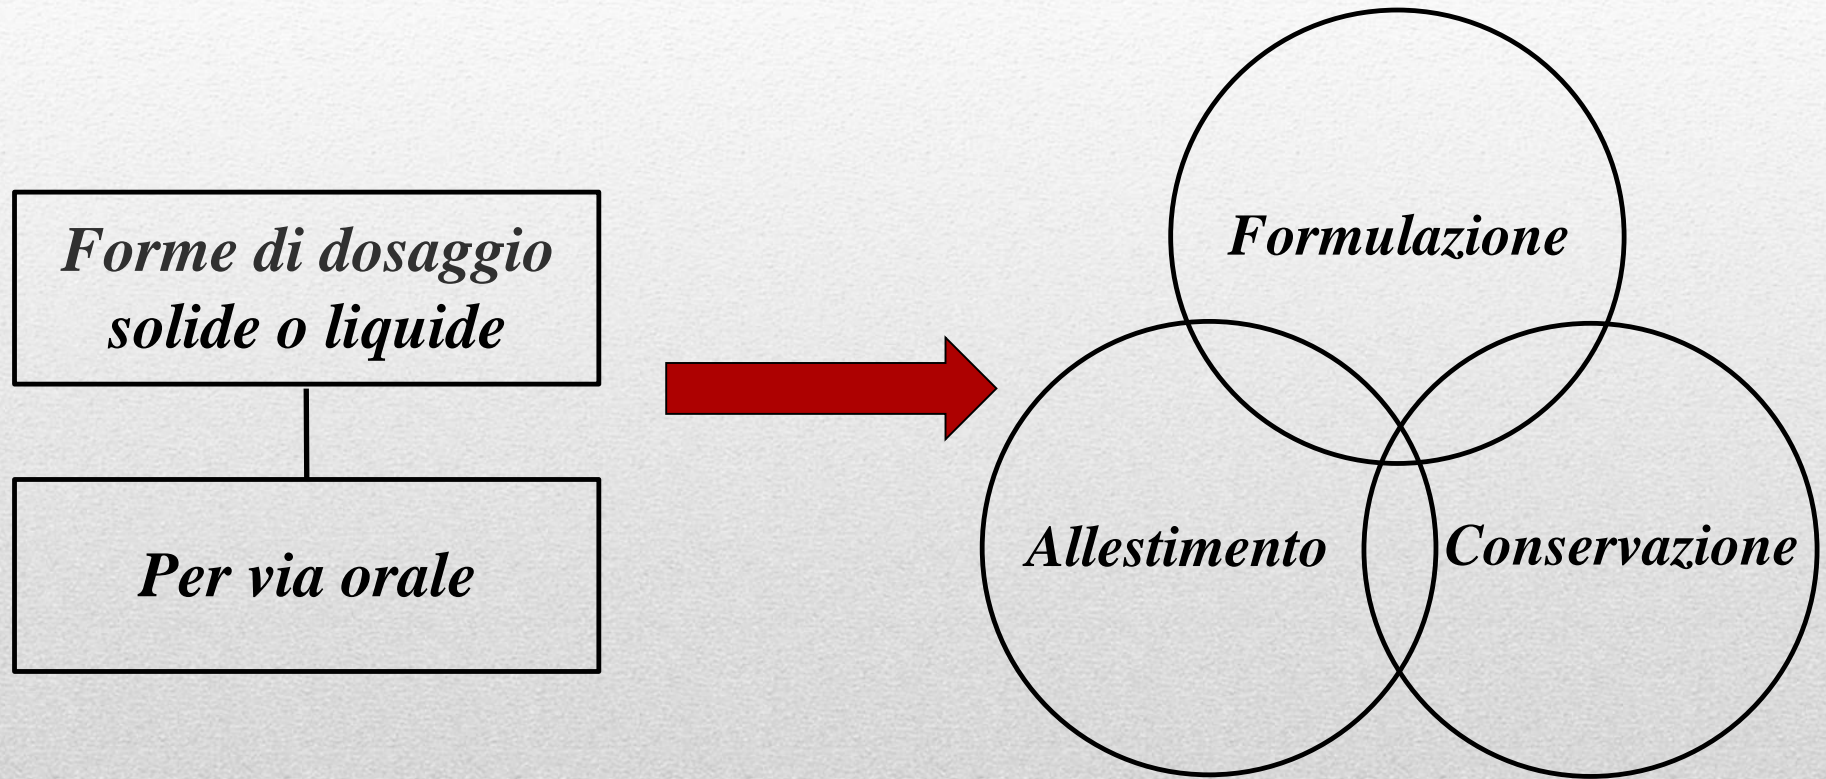 Forme di dosaggio
solide o liquide
Per via orale
Formulazione
Allestimento
Conservazione